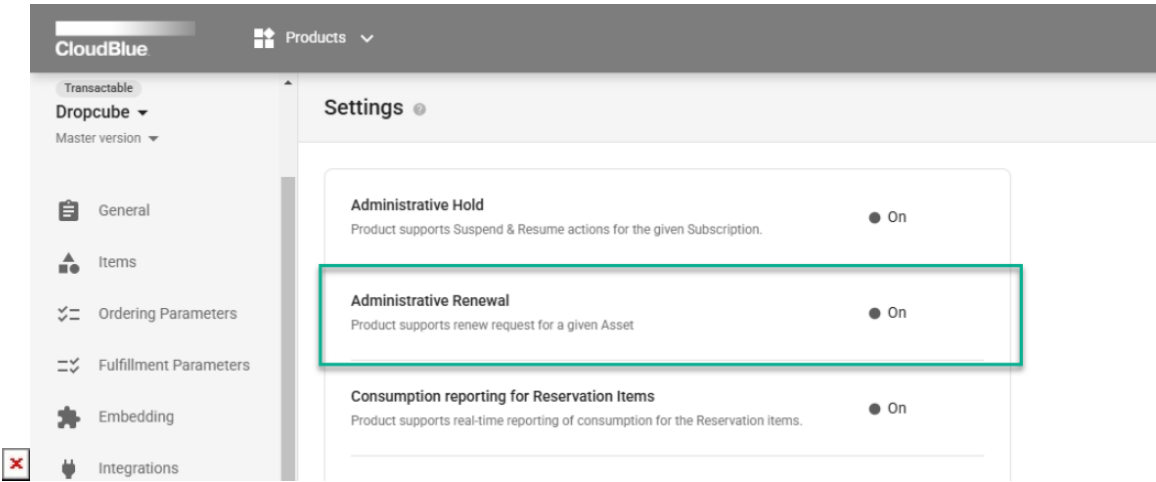 CloudBlue
Products
Transactable
Dropcube
Master version
Settings
General
Items
Ordering Parameters
Fulfillment Parameters
Embedding
Integrations
Administrative Hold
Product supports Suspend & Resume actions for the given Subscription.
On
Administrative Renewal
Product supports renew request for a given Asset
On
Consumption reporting for Reservation Items
Product supports real-time reporting of consumption for the Reservation items.
On